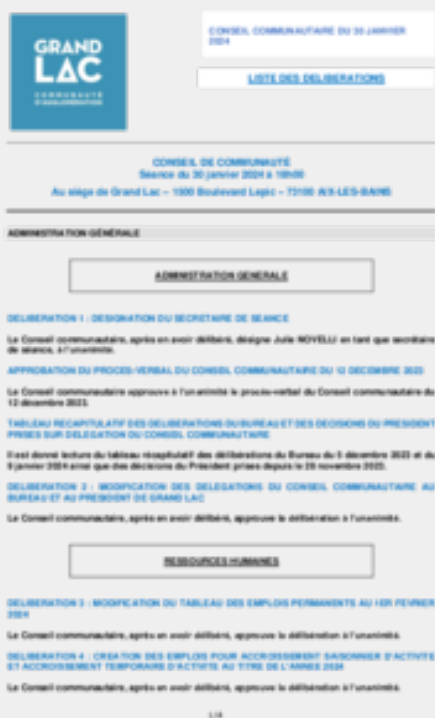 GRAND
LAC
COMMUNAUTÉ
D'AGGLOMÉRATION
CONSEIL COMMUNAUTAIRE DU 30 JANVIER
2024
LISTE DES DELIBERATIONS
CONSEIL DE COMMUNAUTÉ
Séance du 30 janvier 2024 à 18h00
Au siège de Grand Lac – 1500 Boulevard Lepic – 73100 AIX-LES-BAINS
ADMINISTRATION GÉNÉRALE
ADMINISTRATION GENERALE
DELIBERATION 1 : DESIGNATION DU SECRETAIRE DE SEANCE
Le Conseil communautaire, après en avoir délibéré, désigne Julie NOVELLI en tant que secrétaire
de séance, à l'unanimité.
APPROBATION DU PROCES-VERBAL DU CONSEIL COMMUNAUTAIRE DU 12 DECEMBRE 2023
Le Conseil communautaire approuve à l'unanimité le procès-verbal du Conseil communautaire du
12 décembre 2023.
TABLEAU RECAPITULATIF DES DELIBERATIONS DU BUREAU ET DES DECISIONS DU PRESIDENT
PRISES SUR DELEGATION DU CONSEIL COMMUNAUTAIRE
Il est donné lecture du tableau récapitulatif des délibérations du Bureau du 5 décembre 2023 et du
9 janvier 2024 ainsi que des décisions du Président prises depuis le 28 novembre 2023.
DELIBERATION 2 : MODIFICATION DES DELEGATIONS DU CONSEIL COMMUNAUTAIRE AU
BUREAU ET AU PRESIDENT DE GRAND LAC
Le Conseil communautaire, après en avoir délibéré, approuve la délibération à l'unanimité.
RESSOURCES HUMAINES
DELIBERATION 3 : MODIFICATION DU TABLEAU DES EMPLOIS PERMANENTS AU 1ER FEVRIER
2024
Le Conseil communautaire, après en avoir délibéré, approuve la délibération à l'unanimité.
DELIBERATION 4 : CREATION DES EMPLOIS POUR ACCROISSEMENT SAISONNIER D'ACTIVITE
ET ACCROISSEMENT TEMPORAIRE D'ACTIVITE AU TITRE DE L'ANNEE 2024
Le Conseil communautaire, après en avoir délibéré, approuve la délibération à l'unanimité.